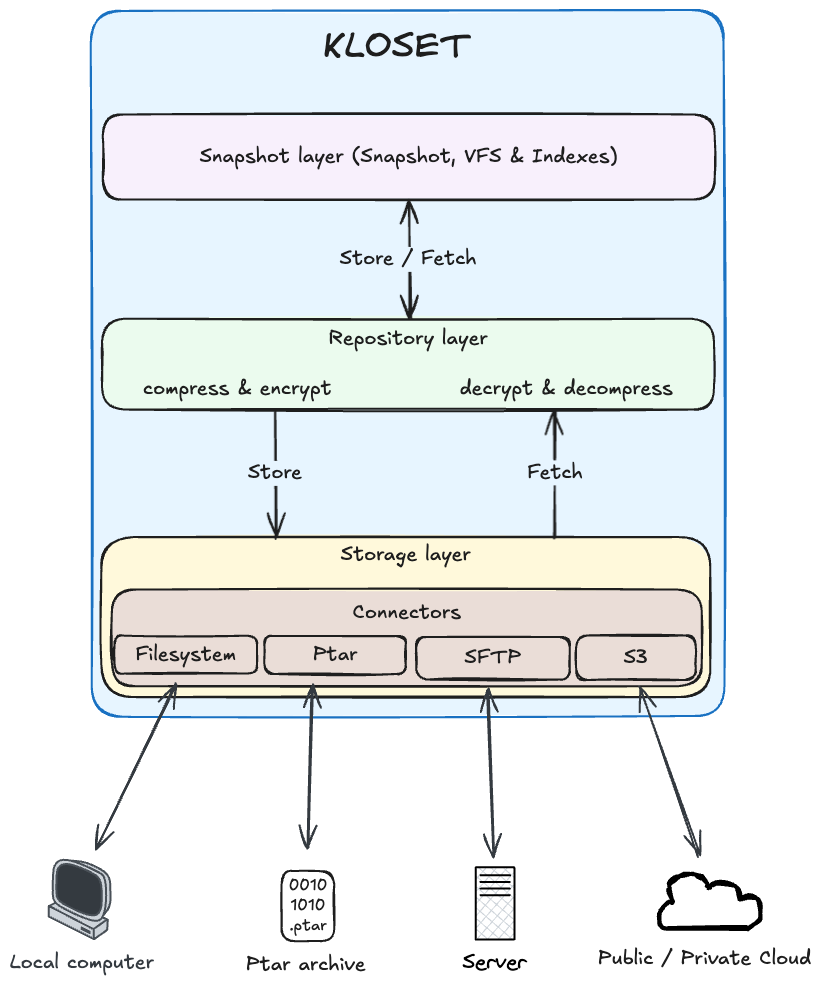 KLOSET
Snapshot layer (Snapshot, VFS & Indexes)
Store / Fetch
Repository layer
compress & encrypt
decrypt & decompress
Store
Fetch
Storage layer
Connectors
Filesystem
Ptar
SFTP
S3
0010
1010
.ptar
Local computer
Ptar archive
Server
Public / Private Cloud